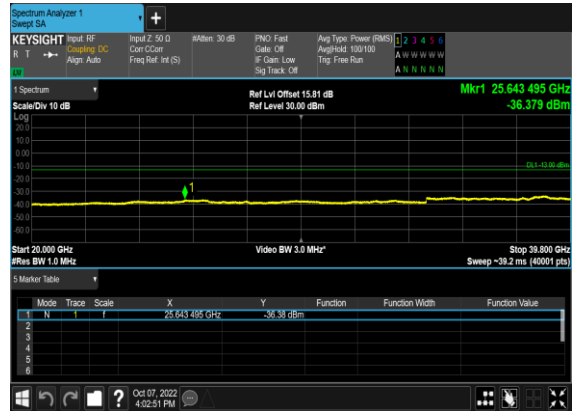 Spectrum Analyzer 1
Swept SA
+
KEYSIGHT Input: RF Input Z: 50 Ω #Atten: 30 dB PNO: Fast Avg Type: Power (RMS) 1 2 3 4 5 6
R T Coupling: DC Corr CCorr Gate: Off Avg|Hold: 100/100 A W W W W W
Align: Auto Freq Ref: Int (S) IF Gain: Low Trig: Free Run
Sig Track: Off A N N N N N
1 Spectrum Ref Lvl Offset 15.81 dB Mkr1 25.643 495 GHz
Scale/Div 10 dB Ref Level 30.00 dBm -36.379 dBm
Log
20.0
10.0
0.00
-10.0
DL1 -13.00 dBm
-20.0
-30.0
1
-40.0
-50.0
-60.0
Start 20.000 GHz Video BW 3.0 MHz* Stop 39.800 GHz
#Res BW 1.0 MHz Sweep ~39.2 ms (40001 pts)
5 Marker Table
Mode Trace Scale X Y Function Function Width Function Value
1 N 1 f 25.643 495 GHz -36.38 dBm
2
3
4
5
6
? Oct 07, 2022
4:02:51 PM